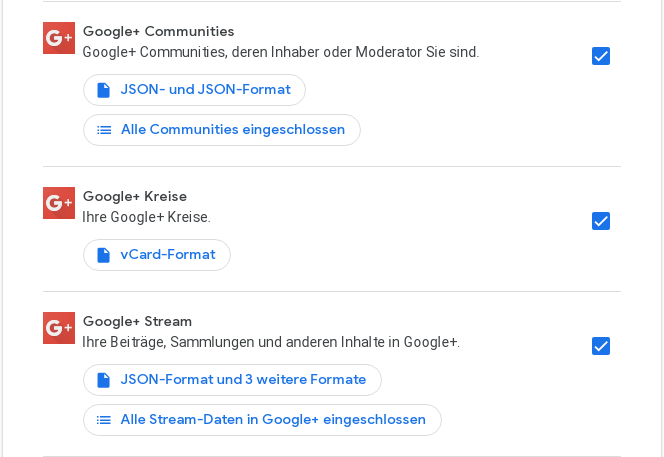 G+
Google+ Communities
Google+ Communities, deren Inhaber oder Moderator Sie sind.
JSON- und JSON-Format
Alle Communities eingeschlossen
G+
Google+ Kreise
Ihre Google+ Kreise.
vCard-Format
G+
Google+ Stream
Ihre Beiträge, Sammlungen und anderen Inhalte in Google+.
JSON-Format und 3 weitere Formate
Alle Stream-Daten in Google+ eingeschlossen